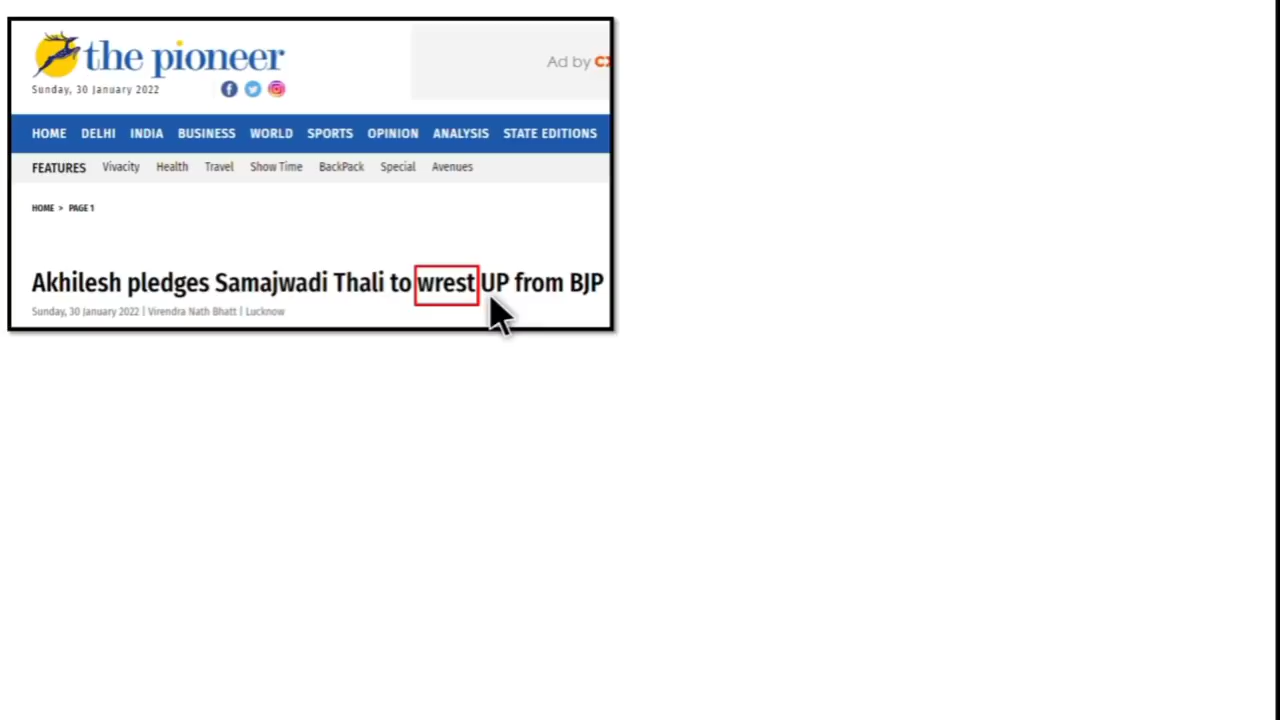 the pioneer
Sunday, 30 January 2022
Ad by
HOME DELHI INDIA BUSINESS WORLD SPORTS OPINION ANALYSIS STATE EDITIONS
FEATURES Vivacity Health Travel Show Time BackPack Special Avenues
HOME > PAGE 1
Akhilesh pledges Samajwadi Thali to wrest UP from BJP
Sunday, 30 January 2022 | Virendra Nath Bhatt | Lucknow